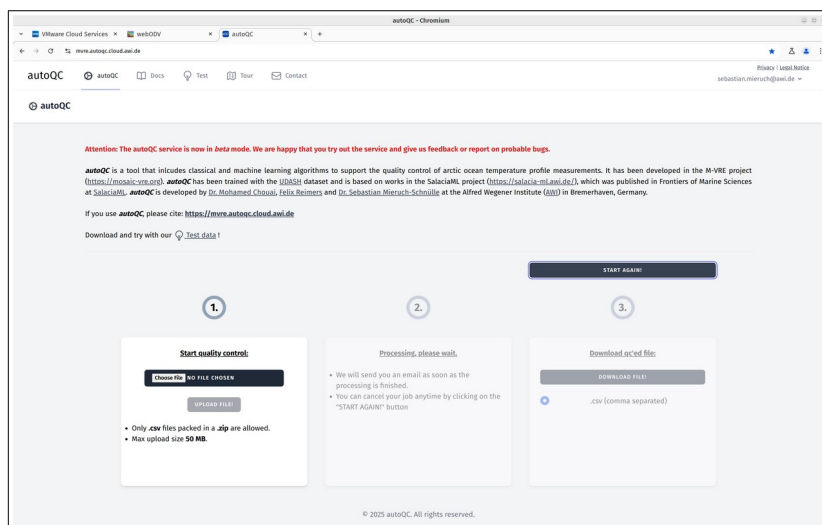 autoQC - Chromium
VMware Cloud Services ×
webODV ×
autoQC × +
mvre.autoqc.cloud.awi.de
autoQC
autoQC
Docs
Test
Tour
Contact
Privacy | Legal Notice
sebastian.mieruch@awi.de
autoQC
Attention: The autoQC service is now in beta mode. We are happy that you try out the service and give us feedback or report on probable bugs.
autoQC is a tool that inlcudes classical and machine learning algorithms to support the quality control of arctic ocean temperature profile measurements. It has been developed in the M-VRE project
(https://mosaic-vre.org). autoQC has been trained with the UDASH dataset and is based on works in the SalaciaML project (https://salacia-ml.awi.de/), which was published in Frontiers of Marine Sciences
at SalaciaML. autoQC is developed by Dr. Mohamed Chouai, Felix Reimers and Dr. Sebastian Mieruch-Schnülle at the Alfred Wegener Institute (AWI) in Bremerhaven, Germany.
If you use autoQC, please cite: https://mvre.autoqc.cloud.awi.de
Download and try with our Test data !
START AGAIN!
1.
2.
3.
Start quality control:
Choose File NO FILE CHOSEN
UPLOAD FILE!
• Only .csv files packed in a .zip are allowed.
• Max upload size 50 MB.
Processing, please wait.
• We will send you an email as soon as the
processing is finished.
• You can cancel your job anytime by clicking on the
"START AGAIN!" button
Download qc'ed file:
DOWNLOAD FILE!
.csv (comma separated)
© 2025 autoQC. All rights reserved.